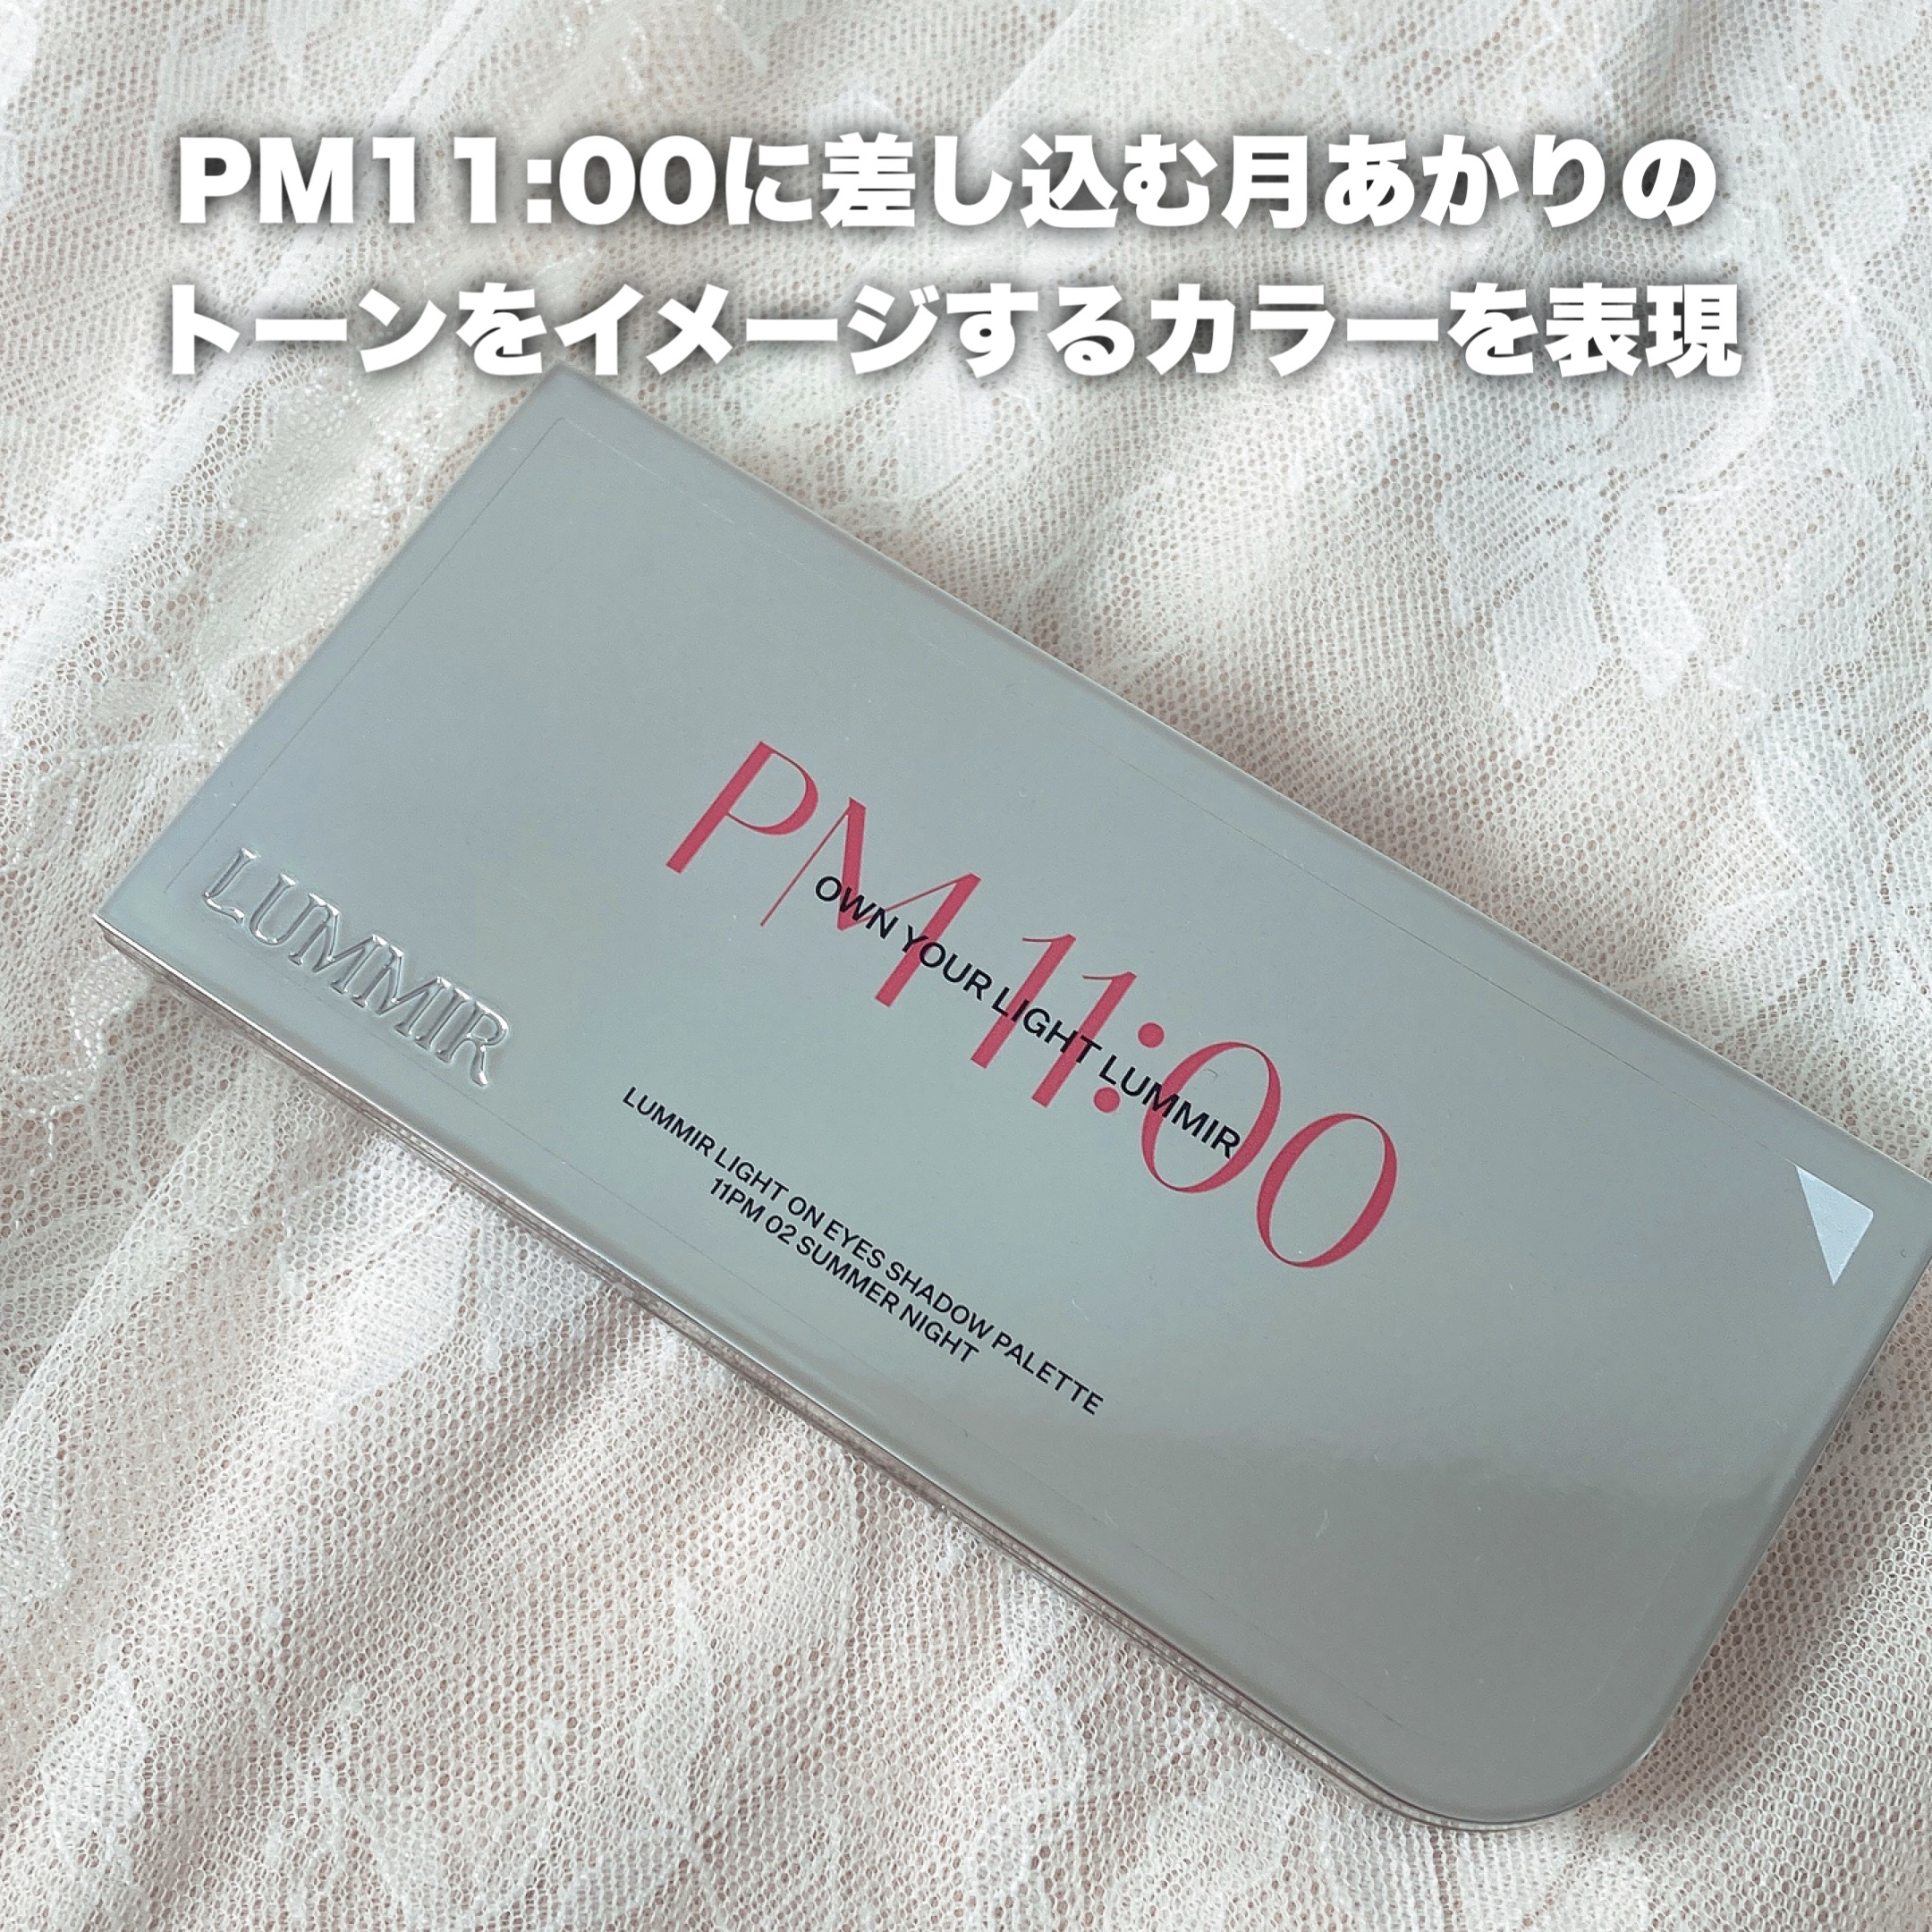 PM11:00に差し込む月あかりの
トーンをイメージするカラーを表現
PM 11:00
OWN YOUR LIGHT LUMMIR
LUMMIR
LUMMIR LIGHT ON EYES SHADOW PALETTE
11PM 02 SUMMER NIGHT